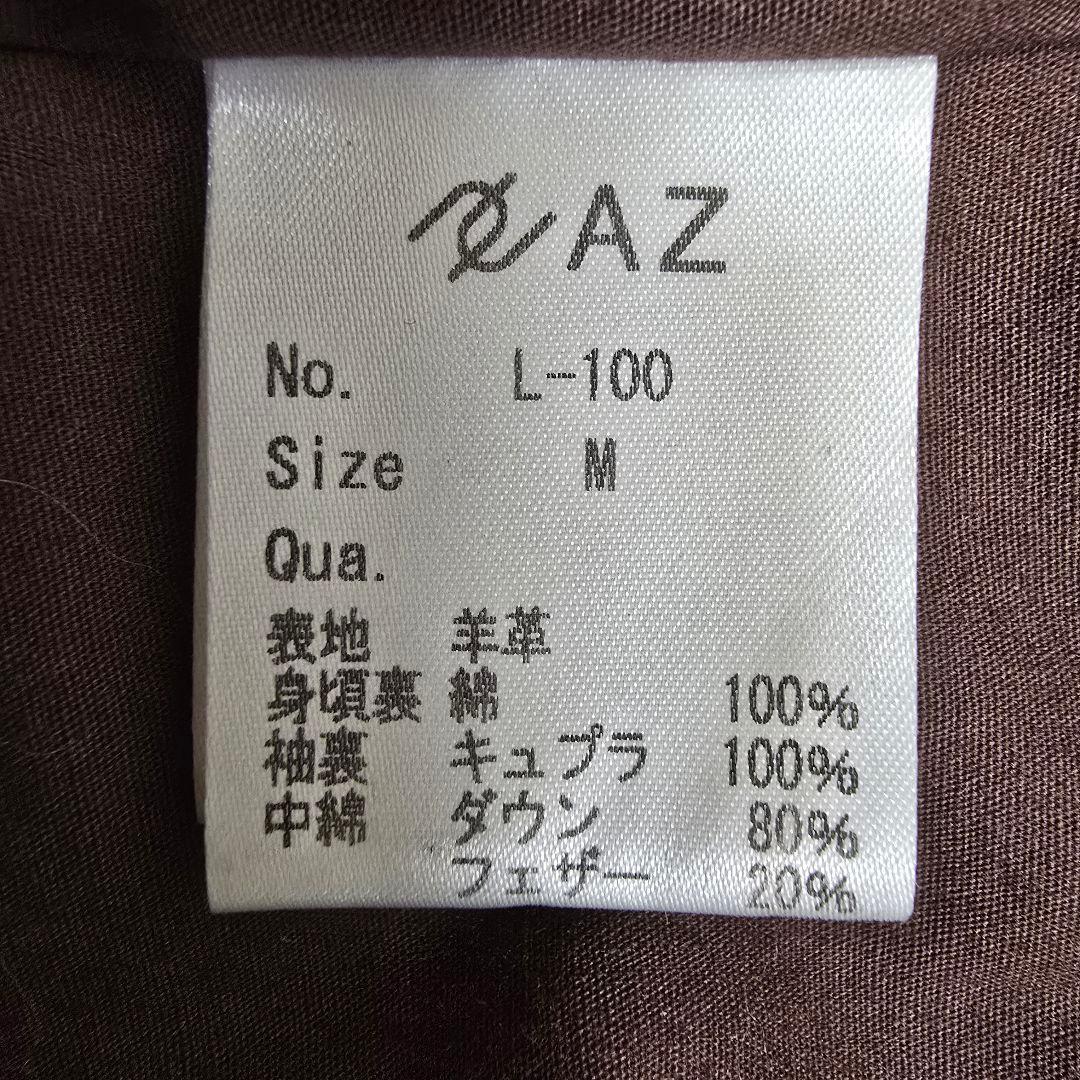 AZ
No. L-100
Size M
Qua.
表地 羊革
身頃裏 綿 100%
袖裏 キュプラ 100%
中綿 ダウン 80%
フェザー 20%